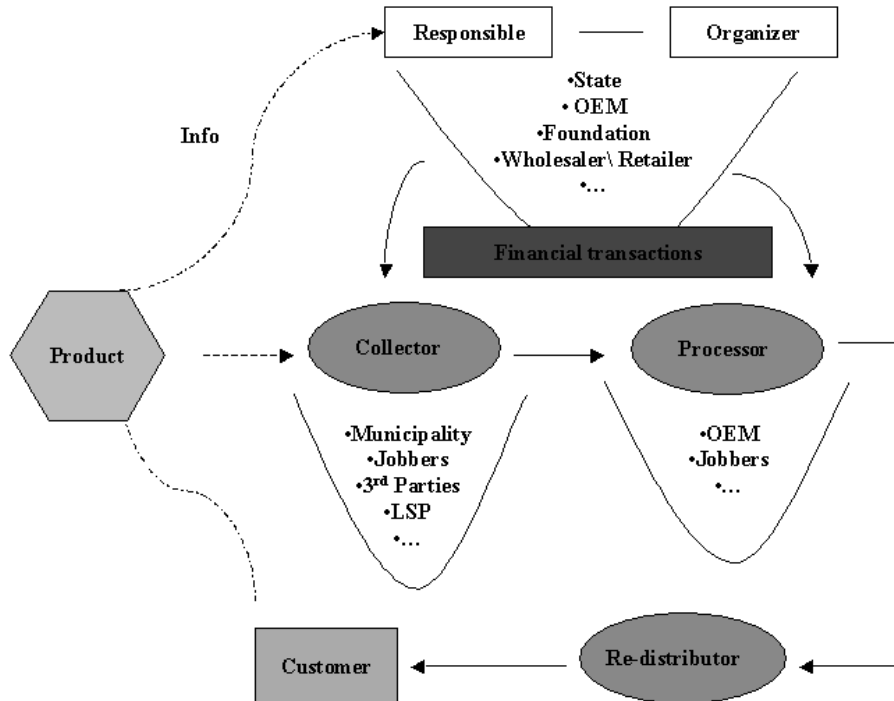 Responsible
Organizer
•State
•OEM
•Foundation
•Wholesaler\ Retailer
•...
Info
Financial transactions
Product
Collector
Processor
•Municipality
•Jobbers
•3rd Parties
•LSP
•...
•OEM
•Jobbers
•...
Customer
Re-distributor